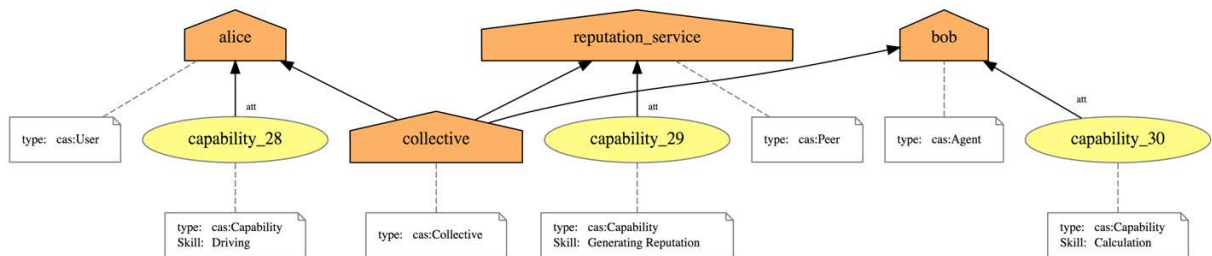 alice
reputation_service
bob
att
att
att
type: cas:User
capability_28
collective
capability_29
type: cas:Peer
type: cas:Agent
capability_30
type: cas:Capability
Skill: Driving
type: cas:Collective
type: cas:Capability
Skill: Generating Reputation
type: cas:Capability
Skill: Calculation